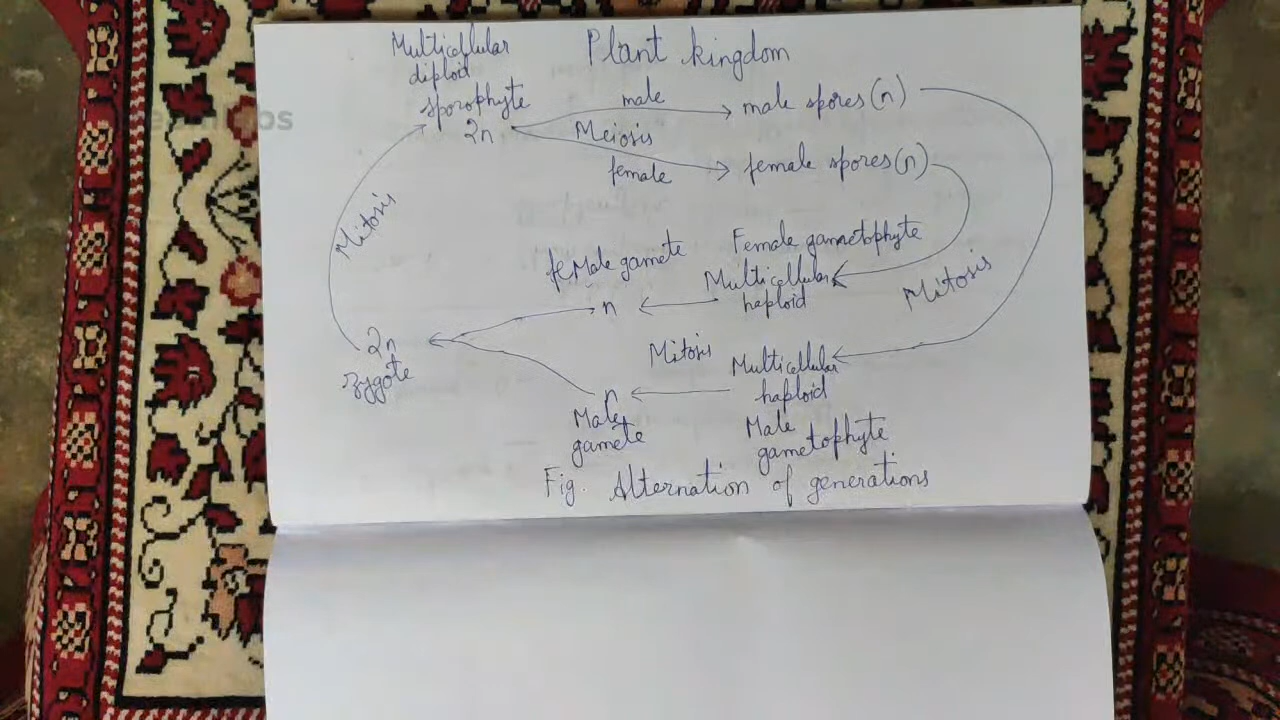 Plant kingdom
Multicellular
diploid
sporophyte
2n
male
male spores (n)
Meiosis
female
female spores (n)
Mitosis
Female gametophyte
feMale gamete
Multicellular
haploid
n
Mitosis
2n
zygote
Mitosis
Multicellular
haploid
n
Male
gamete
Male
gametophyte
Fig. Alternation of generations